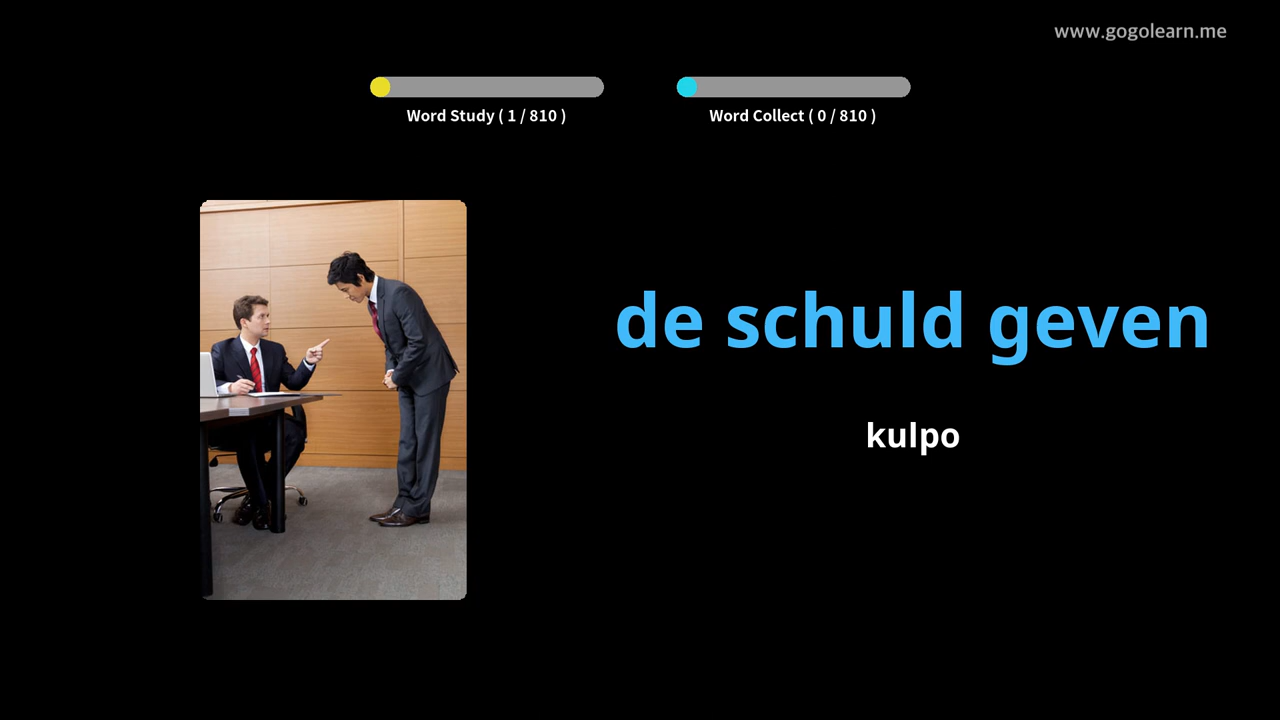 www.gogolearn.me
Word Study ( 1 / 810 )
Word Collect ( 0 / 810 )
de schuld geven
kulpo